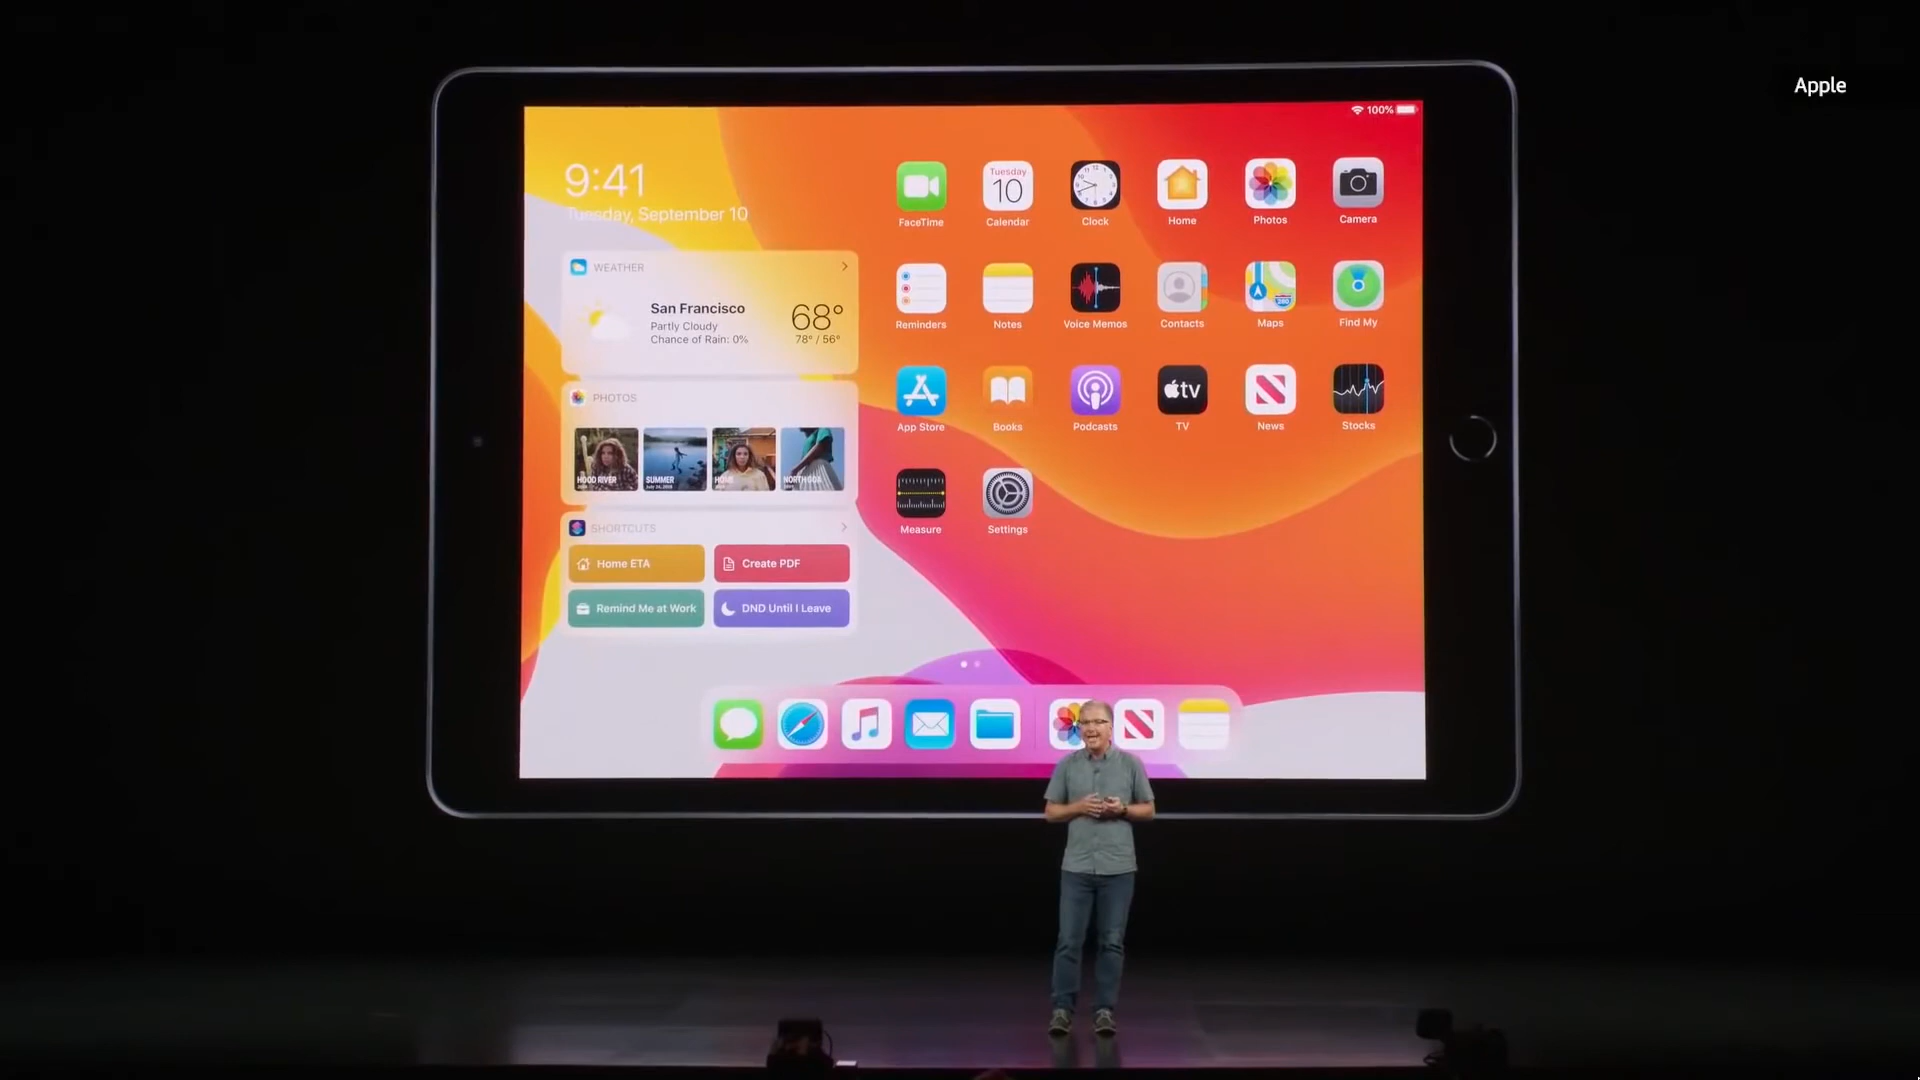 Apple
100%
9:41
Tuesday, September 10
WEATHER
San Francisco
Partly Cloudy
Chance of Rain: 0%
68°
78° / 56°
PHOTOS
HOOD RIVER
SUMMER
SHORTCUTS
Home ETA
Create PDF
Remind Me at Work
DND Until I Leave
Tuesday
10
FaceTime
Calendar
Clock
Home
Photos
Camera
280
Reminders
Notes
Voice Memos
Contacts
Maps
Find My
tv
App Store
Books
Podcasts
TV
News
Stocks
Measure
Settings